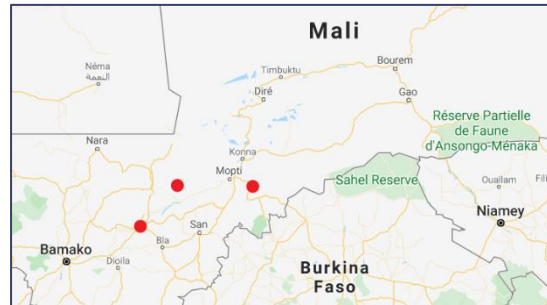 Mali
Timbuktu
Bourem
Néma
النعمة
Diré
Gao
Réserve Partielle
de Faune
d'Ansongo-Ménaka
Nara
Konna
Mopti
Sahel Reserve
Ouallam
Fili
San
Niamey
Bla
Bamako
Dioila
Burkina
Faso